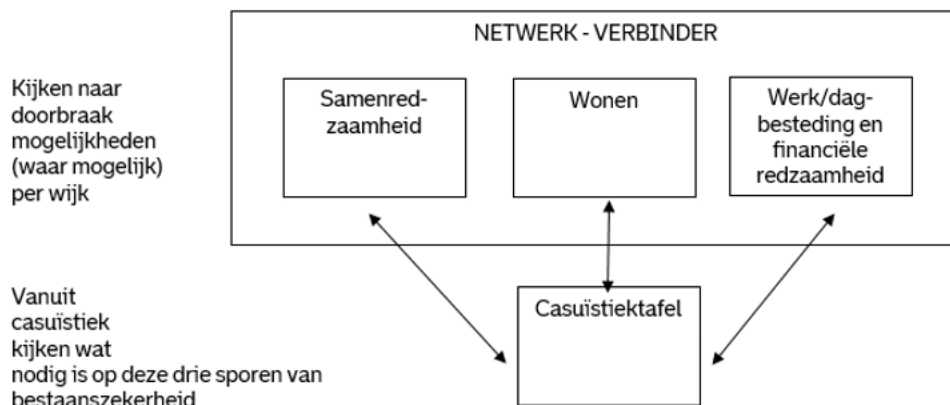 NETWERK - VERBINDER
Kijken naar
doorbraak
mogelijkheden
(waar mogelijk)
per wijk
Samenred-
zaamheid
Wonen
Werk/dag-
besteding en
financiële
redzaamheid
Vanuit
casuïstiek
kijken wat
nodig is op deze drie sporen van
bestaanszekerheid
Casuïstiektafel